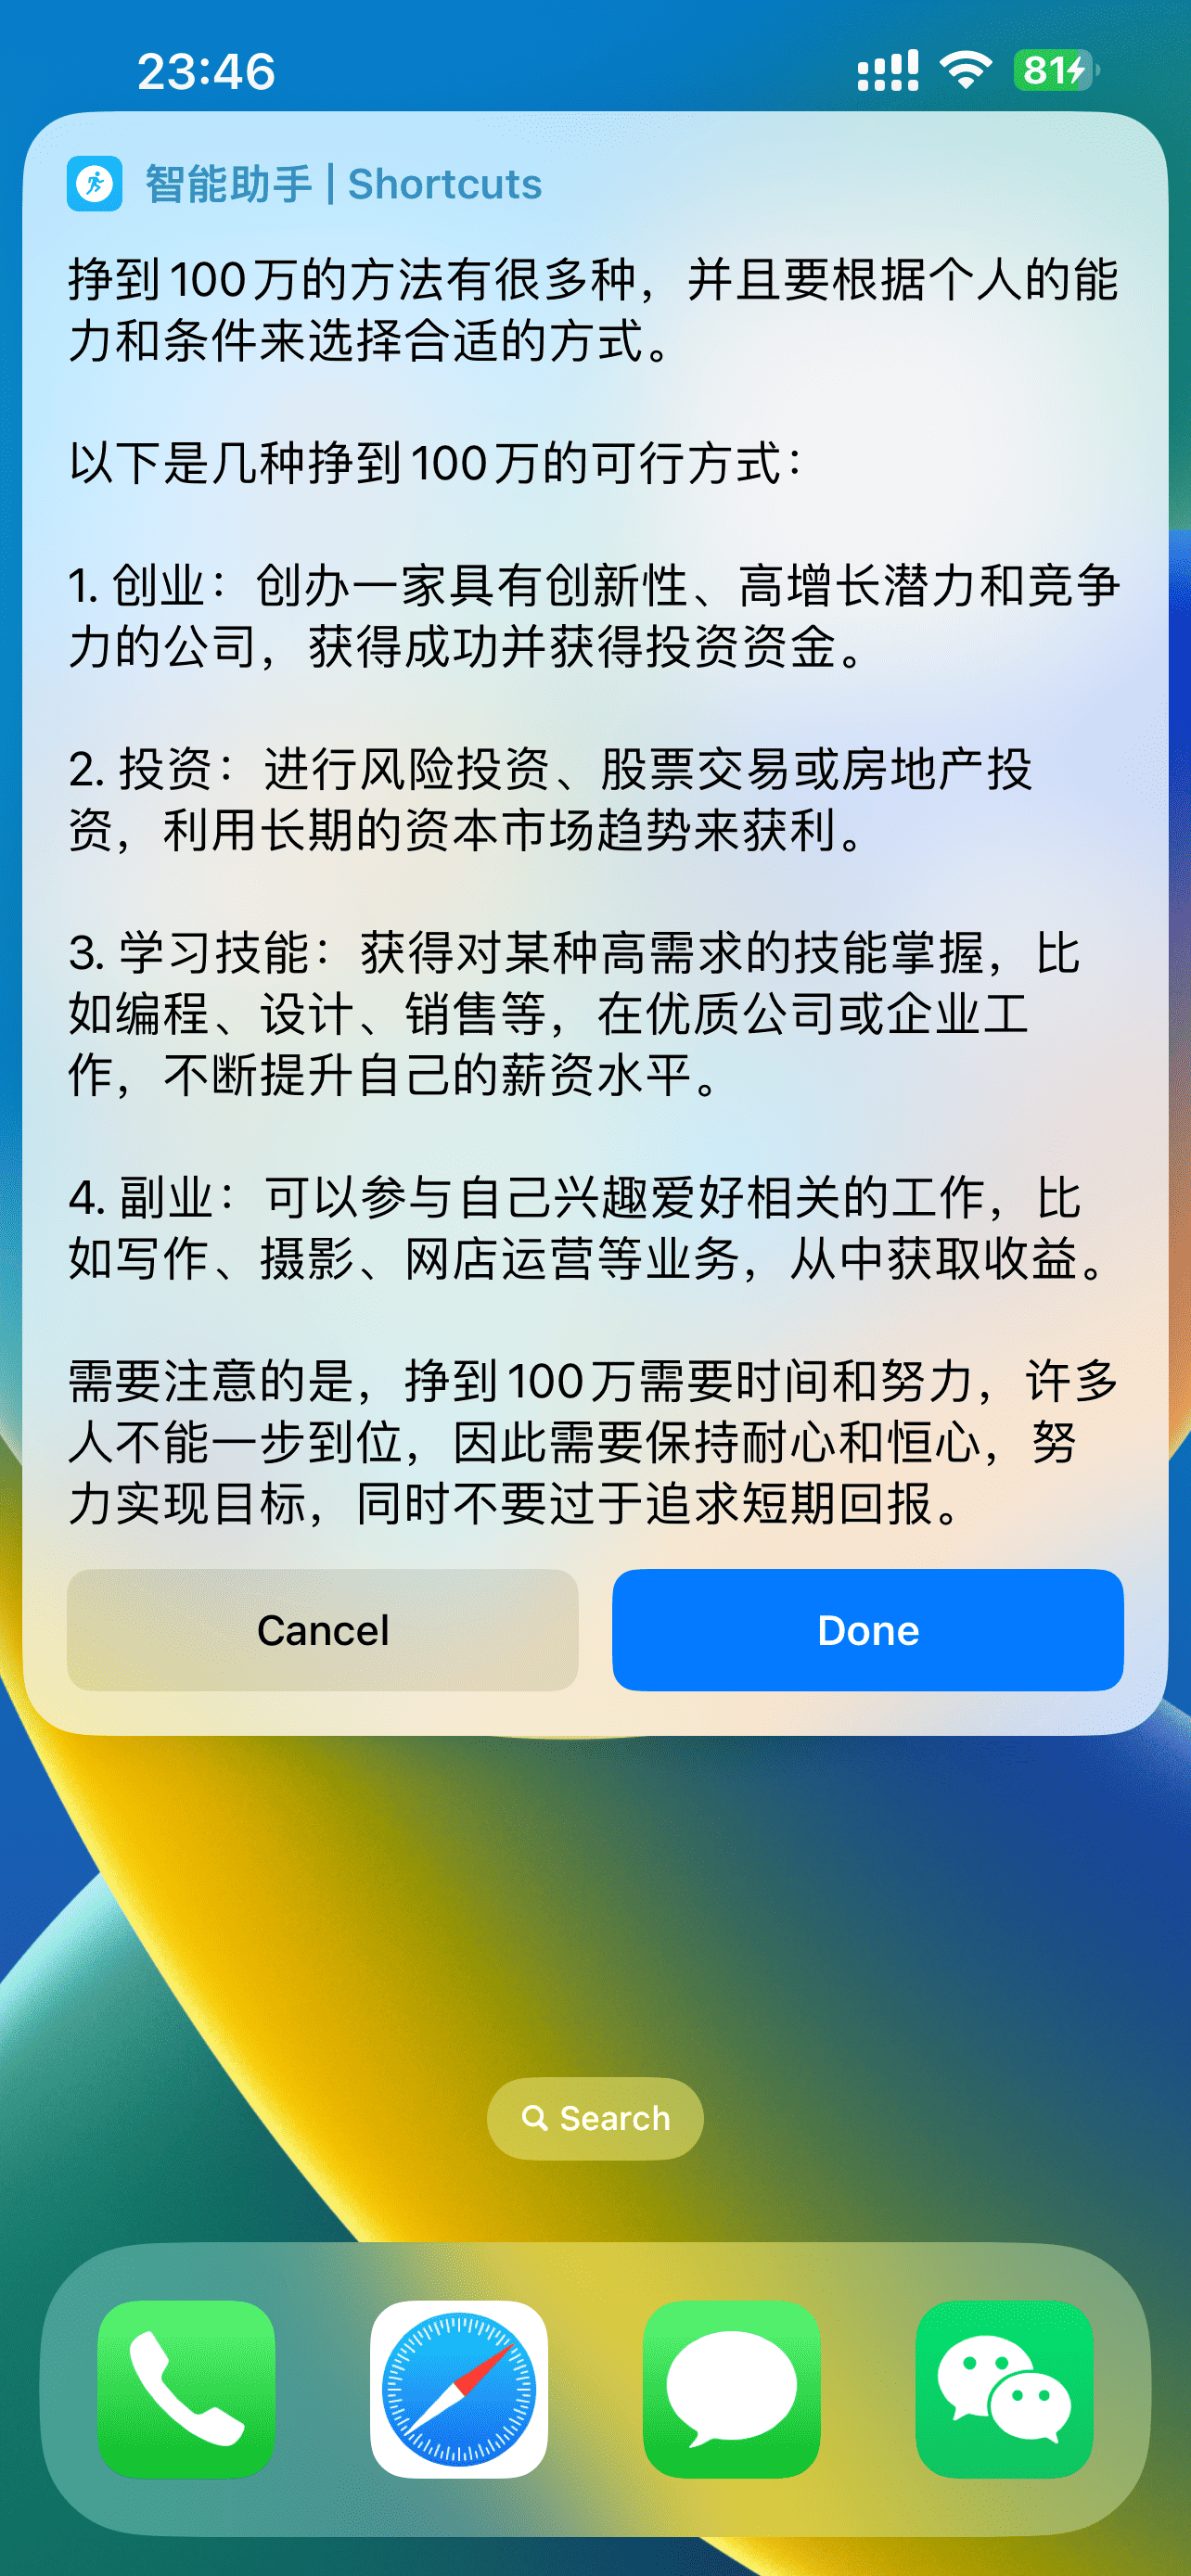 23:46
81
智能助手 | Shortcuts
挣到100万的方法有很多种，并且要根据个人的能
力和条件来选择合适的方式。
以下是几种挣到100万的可行方式：
1. 创业：创办一家具有创新性、高增长潜力和竞争
力的公司，获得成功并获得投资资金。
2. 投资：进行风险投资、股票交易或房地产投
资，利用长期的资本市场趋势来获利。
3. 学习技能：获得对某种高需求的技能掌握，比
如编程、设计、销售等，在优质公司或企业工
作，不断提升自己的薪资水平。
4. 副业：可以参与自己兴趣爱好相关的工作，比
如写作、摄影、网店运营等业务，从中获取收益。
需要注意的是，挣到100万需要时间和努力，许多
人不能一步到位，因此需要保持耐心和恒心，努
力实现目标，同时不要过于追求短期回报。
Cancel
Done
Search